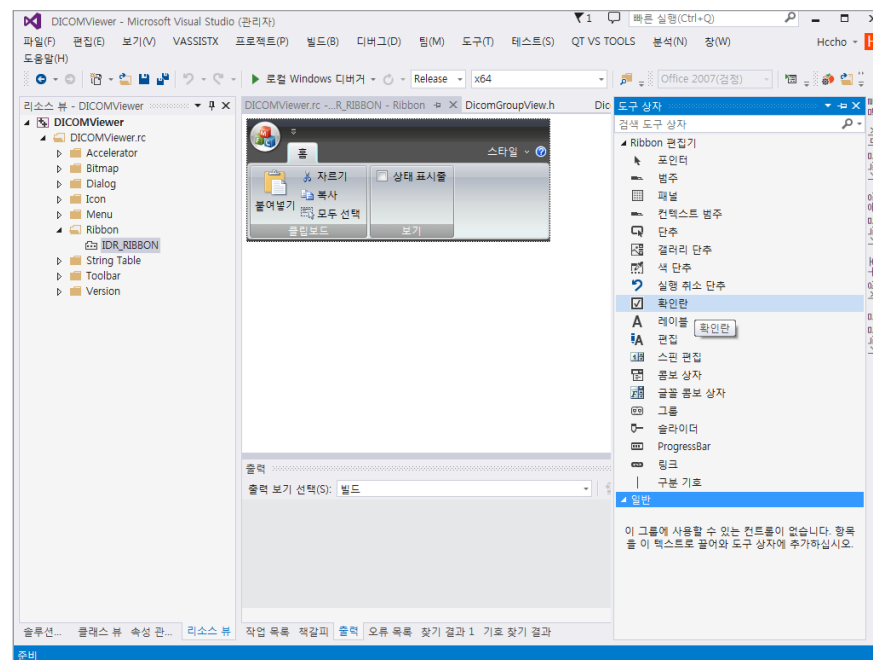 DICOMViewer - Microsoft Visual Studio (관리자)
1
빠른 실행(Ctrl+Q)
파일(F) 편집(E) 보기(V) VASSISTX 프로젝트(P) 빌드(B) 디버그(D) 팀(M) 도구(T) 테스트(S) QT VS TOOLS 분석(N) 창(W) Hccho
도움말(H)
로컬 Windows 디버거 Release x64 Office 2007(검정)
리소스 뷰 - DICOMViewer
DICOMViewer
DICOMViewer.rc
Accelerator
Bitmap
Dialog
Icon
Menu
Ribbon
IDR_RIBBON
String Table
Toolbar
Version
DICOMViewer.rc -...R_RIBBON - Ribbon DicomGroupView.h Dic
홈 스타일
붙여넣기
자르기
복사
모두 선택
클립보드
상태 표시줄
보기
출력
출력 보기 선택(S): 빌드
도구 상자
검색 도구 상자
Ribbon 편집기
포인터
범주
패널
컨텍스트 범주
단추
갤러리 단추
색 단추
실행 취소 단추
확인란
레이블
확인란
편집
스핀 편집
콤보 상자
글꼴 콤보 상자
그룹
슬라이더
ProgressBar
링크
구분 기호
일반
이 그룹에 사용할 수 있는 컨트롤이 없습니다. 항목
을 이 텍스트로 끌어와 도구 상자에 추가하십시오.
솔루션... 클래스 뷰 속성 관... 리소스 뷰
작업 목록 책갈피 출력 오류 목록 찾기 결과 1 기호 찾기 결과
준비